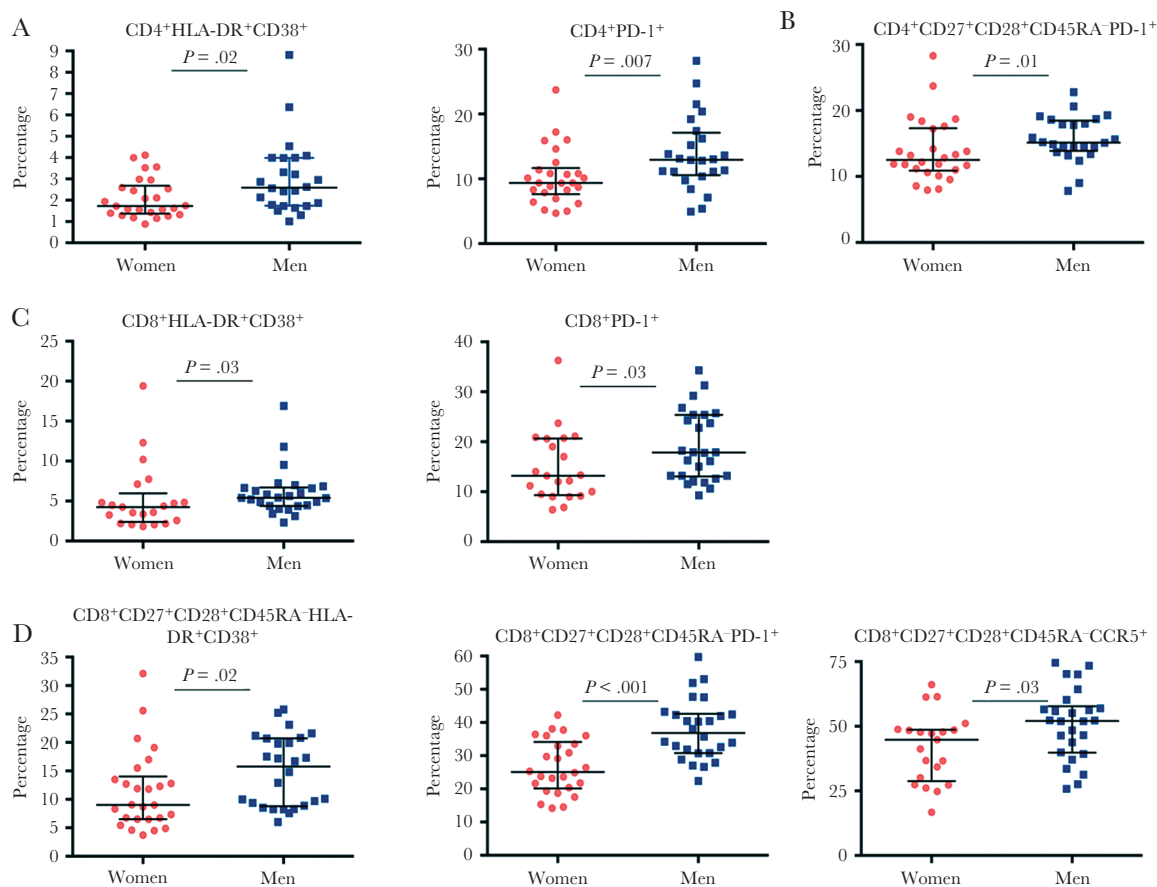 A
CD4⁺HLA-DR⁺CD38⁺
Percentage
9
8
7
6
5
4
3
2
1
0
P = .02
Women
Men
CD4⁺PD-1⁺
Percentage
30
20
10
0
P = .007
Women
Men
B
CD4⁺CD27⁺CD28⁺CD45RA⁻PD-1⁺
Percentage
30
20
10
0
P = .01
Women
Men
C
CD8⁺HLA-DR⁺CD38⁺
Percentage
25
20
15
10
5
0
P = .03
Women
Men
CD8⁺PD-1⁺
Percentage
40
30
20
10
0
P = .03
Women
Men
D
CD8⁺CD27⁺CD28⁺CD45RA⁻HLA-
DR⁺CD38⁺
Percentage
35
30
25
20
15
10
5
0
P = .02
Women
Men
CD8⁺CD27⁺CD28⁺CD45RA⁻PD-1⁺
Percentage
60
50
40
30
20
10
0
P < .001
Women
Men
CD8⁺CD27⁺CD28⁺CD45RA⁻CCR5⁺
Percentage
75
50
25
0
P = .03
Women
Men